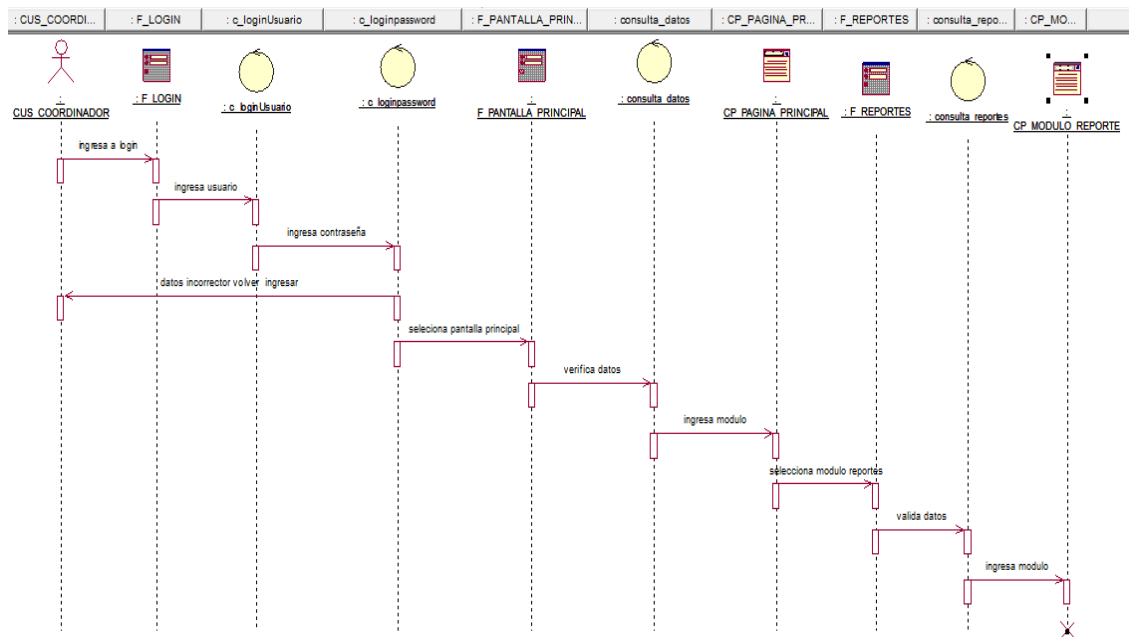 : CUS_COORDI...
: F_LOGIN
: c_loginUsuario
: c_loginpassword
: F_PANTALLA_PRIN...
: consulta_datos
: CP_PAGINA_PR...
: F_REPORTES
: consulta_repo...
: CP_MO...
:
CUS_COORDINADOR
: F_LOGIN
: c_loginUsuario
: c_loginpassword
:
F_PANTALLA_PRINCIPAL
: consulta_datos
:
CP_PAGINA_PRINCIPAL
: F_REPORTES
: consulta_reportes
:
CP_MODULO_REPORTE
ingresa a login
ingresa usuario
ingresa contraseña
datos incorrector volver ingresar
seleciona pantalla principal
verifica datos
ingresa modulo
selecciona modulo reportes
valida datos
ingresa modulo